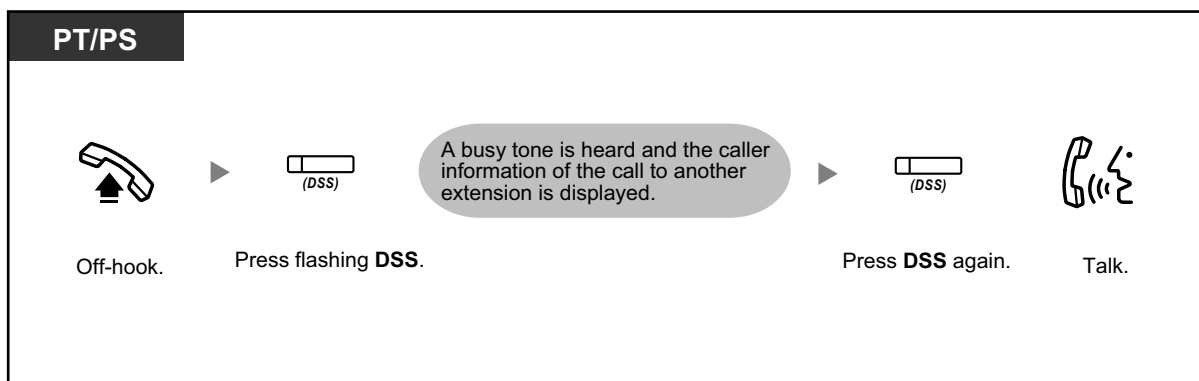 PT/PS
(DSS)
A busy tone is heard and the caller
information of the call to another
extension is displayed.
(DSS)
Off-hook.
Press flashing DSS.
Press DSS again.
Talk.